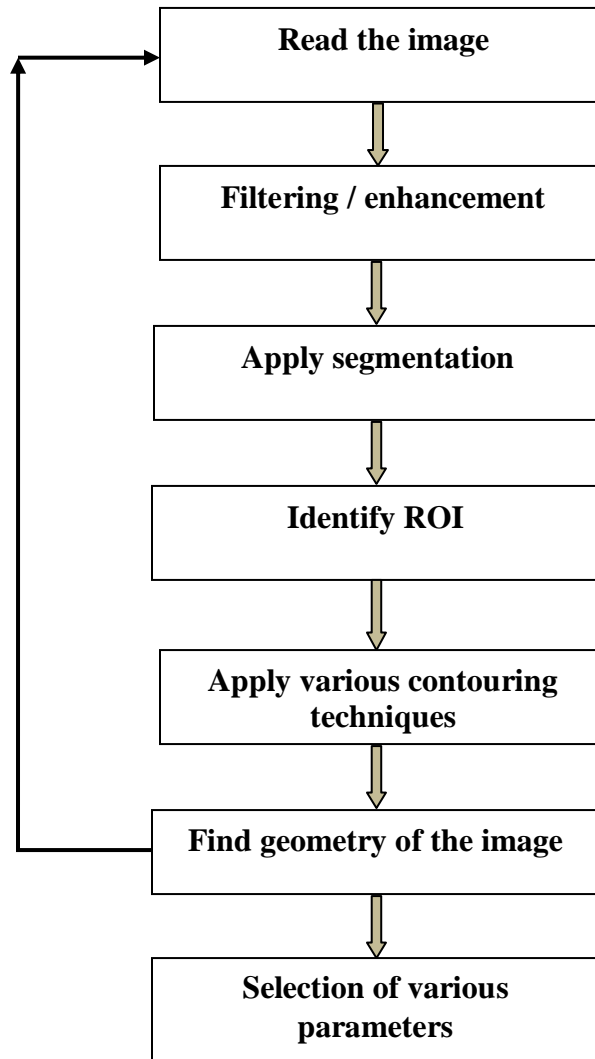 Read the image
Filtering / enhancement
Apply segmentation
Identify ROI
Apply various contouring
techniques
Find geometry of the image
Selection of various
parameters